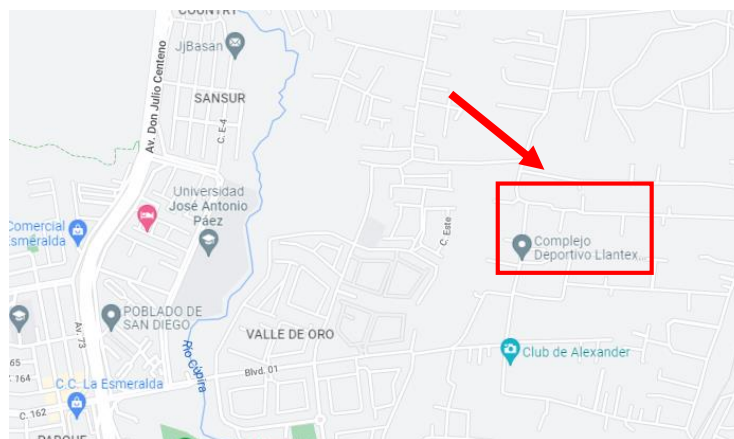 COUNTRY
JjBasan
Av. Don Julio Centeno
SANSUR
C. E-4
Universidad
José Antonio
Páez
Comercial
Esmeralda
C. Este
Complejo
Deportivo Llantex...
POBLADO DE
SAN DIEGO
Av. 73
VALLE DE ORO
Río Cúpira
Club de Alexander
65
164
Blvd. 01
C.C. La Esmeralda
C. 162
PARQUE